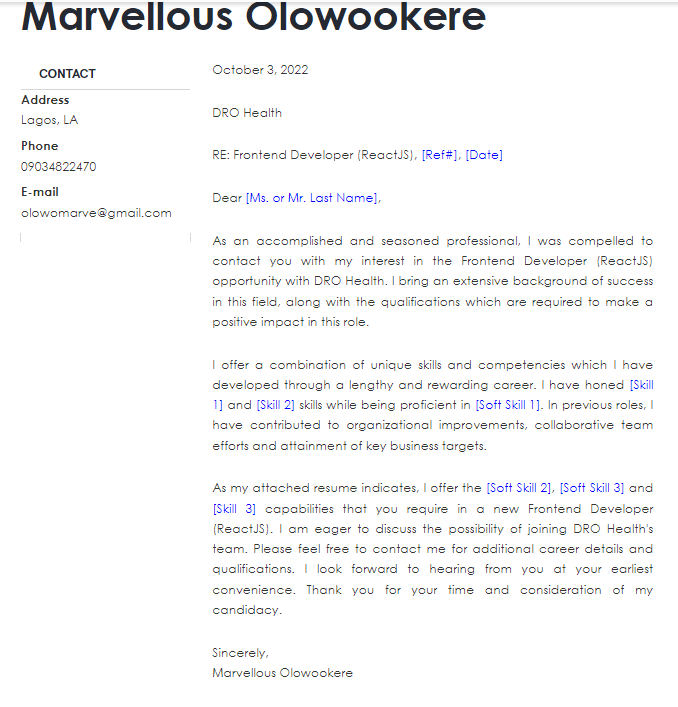 Marvellous Olowookere
CONTACT
Address
Lagos, LA
Phone
09034822470
E-mail
olowomarve@gmail.com
October 3, 2022
DRO Health
RE: Frontend Developer (ReactJS), [Ref#], [Date]
Dear [Ms. or Mr. Last Name],
As an accomplished and seasoned professional, I was compelled to
contact you with my interest in the Frontend Developer (ReactJS)
opportunity with DRO Health. I bring an extensive background of success
in this field, along with the qualifications which are required to make a
positive impact in this role.
I offer a combination of unique skills and competencies which I have
developed through a lengthy and rewarding career. I have honed [Skill
1] and [Skill 2] skills while being proficient in [Soft Skill 1]. In previous roles, I
have contributed to organizational improvements, collaborative team
efforts and attainment of key business targets.
As my attached resume indicates, I offer the [Soft Skill 2], [Soft Skill 3] and
[Skill 3] capabilities that you require in a new Frontend Developer
(ReactJS). I am eager to discuss the possibility of joining DRO Health's
team. Please feel free to contact me for additional career details and
qualifications. I look forward to hearing from you at your earliest
convenience. Thank you for your time and consideration of my
candidacy.
Sincerely,
Marvellous Olowookere